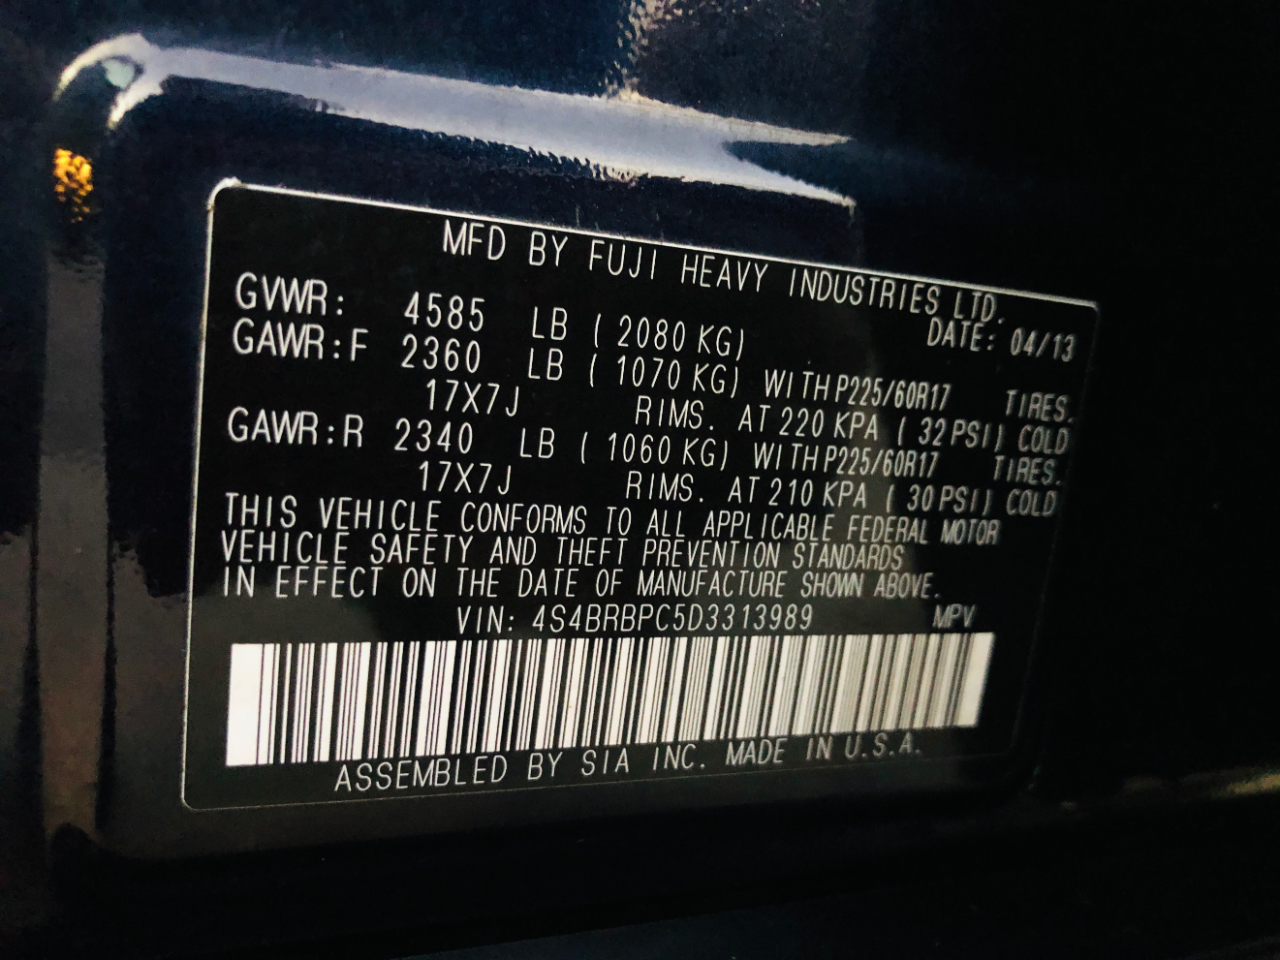 MFD BY FUJI HEAVY INDUSTRIES LTD.
DATE: 04/13
GVWR: 4585 LB ( 2080 KG)
GAWR:F 2360 LB ( 1070 KG) WITH P225/60R17 TIRES.
17X7J RIMS. AT 220 KPA ( 32 PSI) COLD
GAWR:R 2340 LB ( 1060 KG) WITH P225/60R17 TIRES.
17X7J RIMS. AT 210 KPA ( 30 PSI) COLD
THIS VEHICLE CONFORMS TO ALL APPLICABLE FEDERAL MOTOR
VEHICLE SAFETY AND THEFT PREVENTION STANDARDS
IN EFFECT ON THE DATE OF MANUFACTURE SHOWN ABOVE.
VIN: 4S4BRBPC5D3313989 MPV
ASSEMBLED BY SIA INC. MADE IN U.S.A.